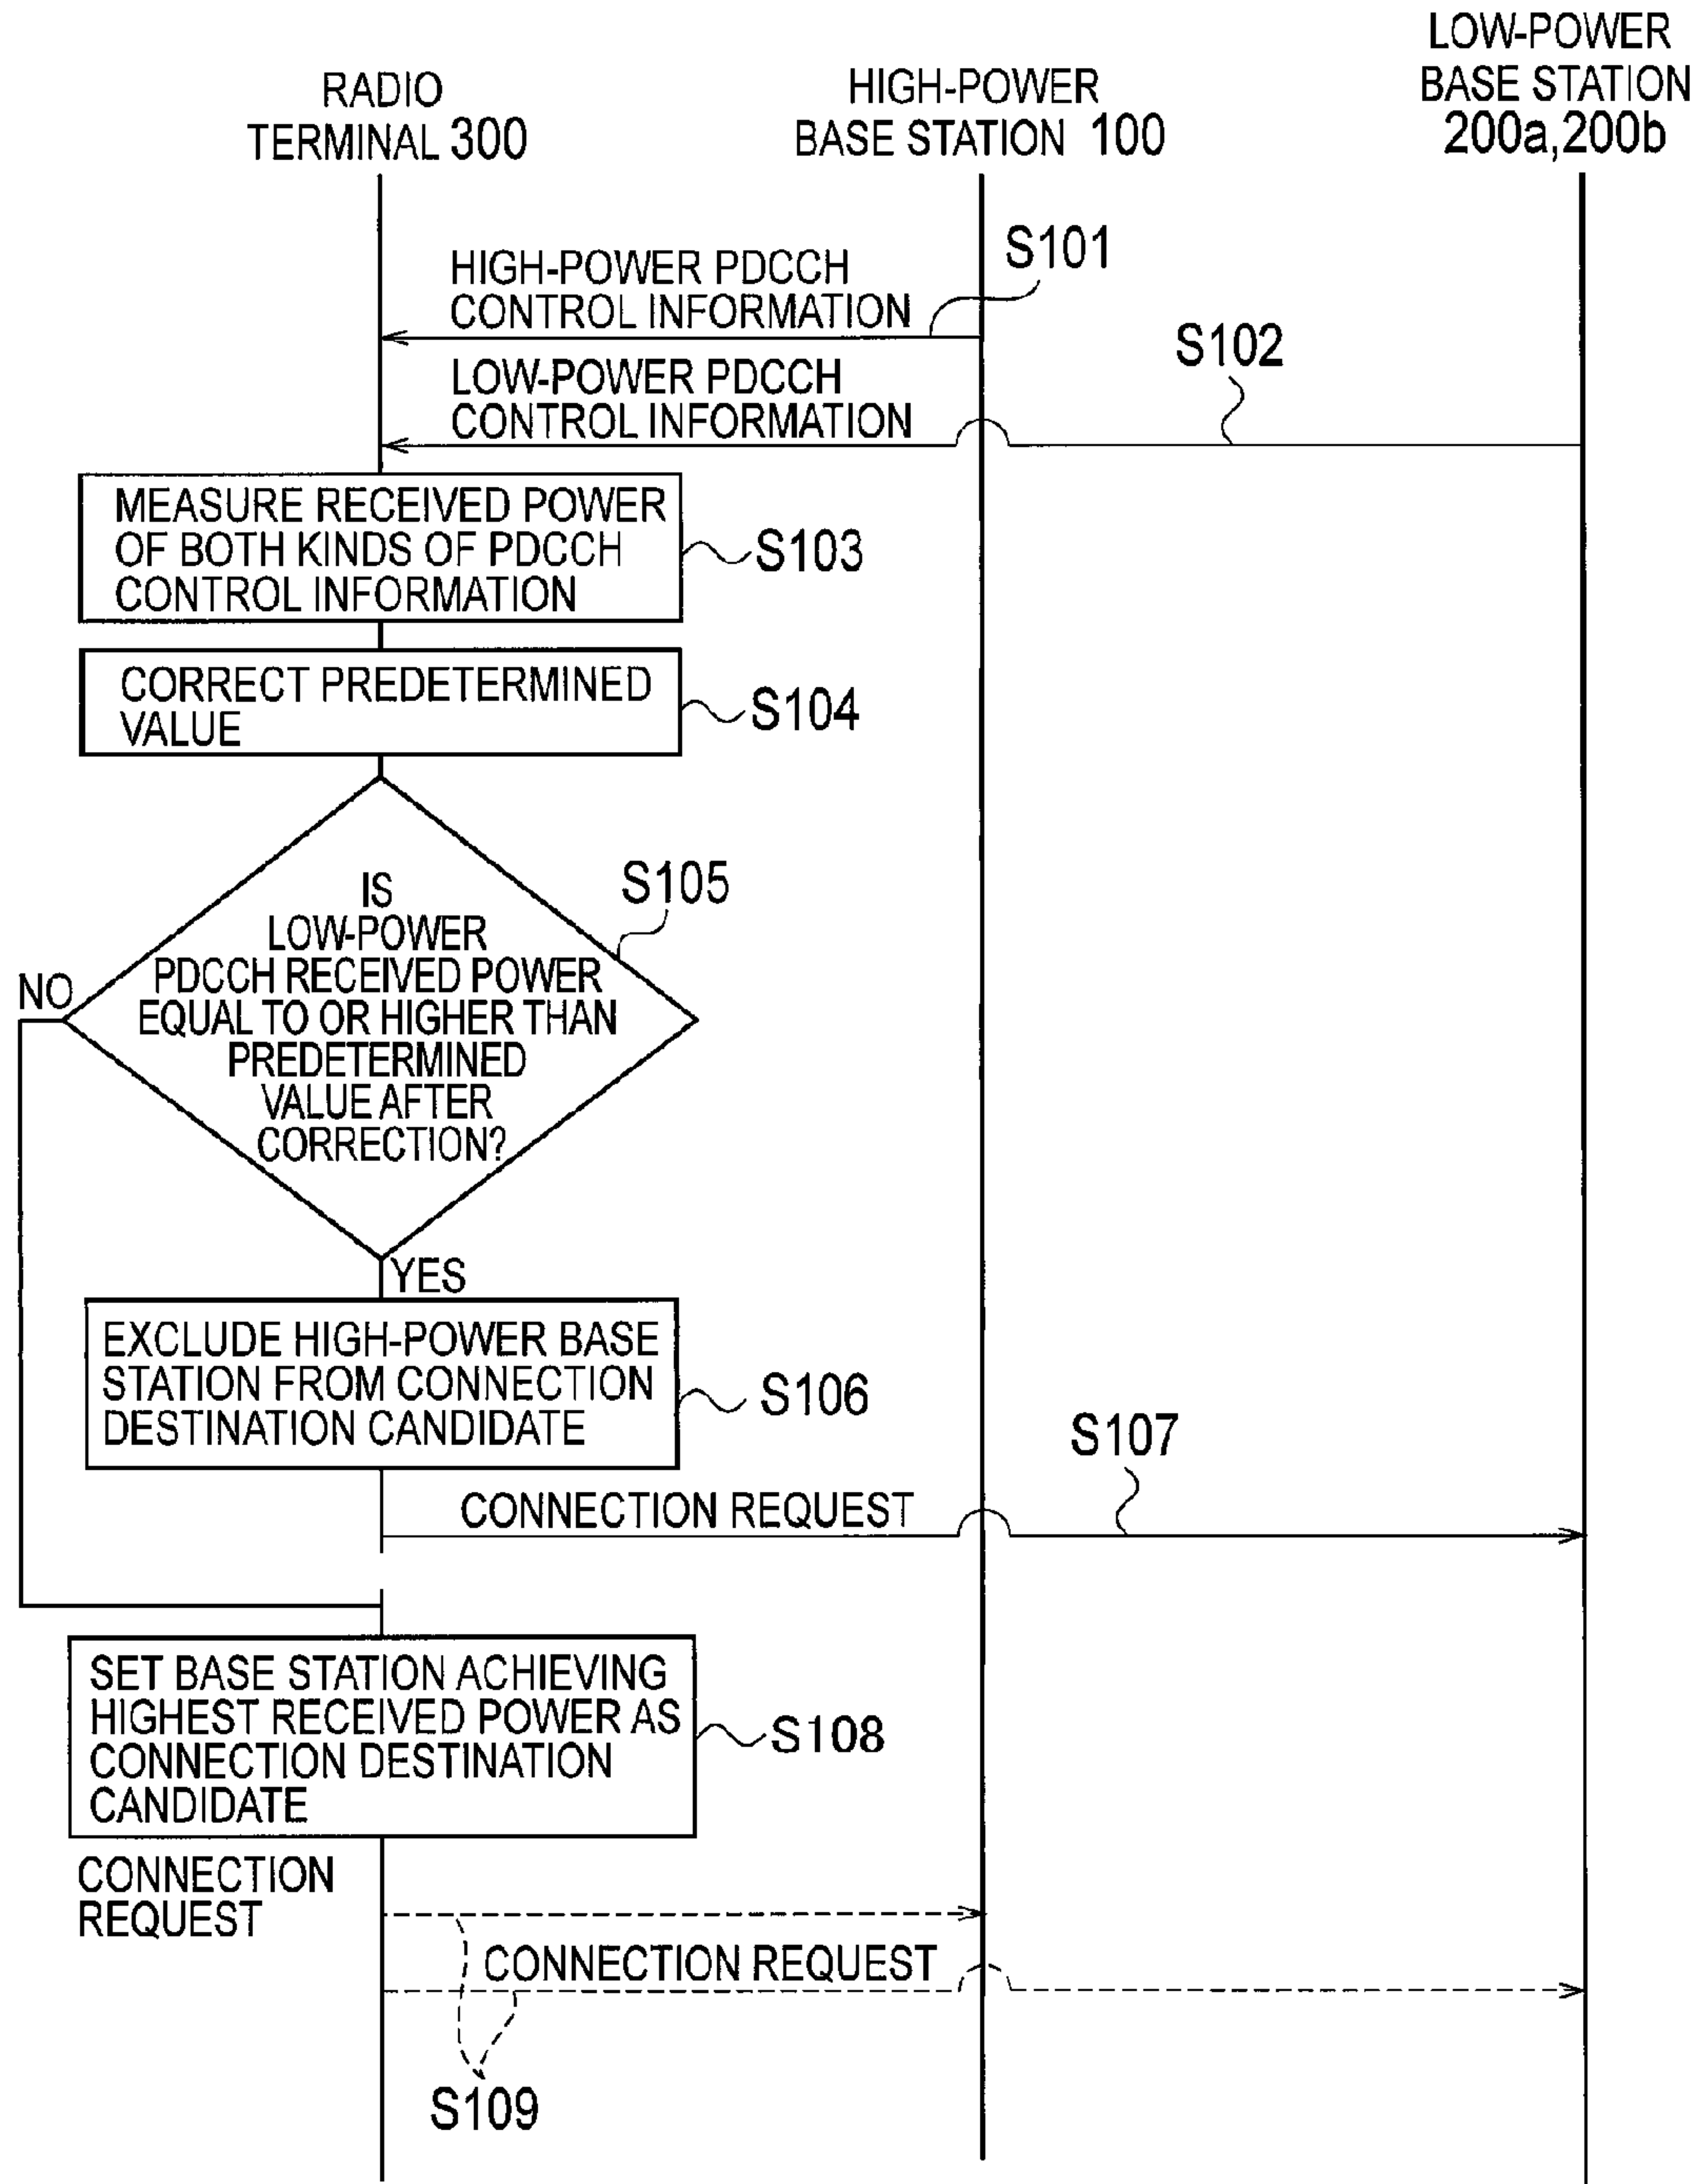 RADIO
TERMINAL 300
HIGH-POWER
BASE STATION 100
LOW-POWER
BASE STATION
200a,200b
HIGH-POWER PDCCH
CONTROL INFORMATION
S101
LOW-POWER PDCCH
CONTROL INFORMATION
S102
MEASURE RECEIVED POWER
OF BOTH KINDS OF PDCCH
CONTROL INFORMATION
S103
CORRECT PREDETERMINED
VALUE
S104
IS
LOW-POWER
PDCCH RECEIVED POWER
EQUAL TO OR HIGHER THAN
PREDETERMINED
VALUE AFTER
CORRECTION?
S105
NO
YES
EXCLUDE HIGH-POWER BASE
STATION FROM CONNECTION
DESTINATION CANDIDATE
S106
CONNECTION REQUEST
S107
SET BASE STATION ACHIEVING
HIGHEST RECEIVED POWER AS
CONNECTION DESTINATION
CANDIDATE
S108
CONNECTION
REQUEST
CONNECTION REQUEST
S109